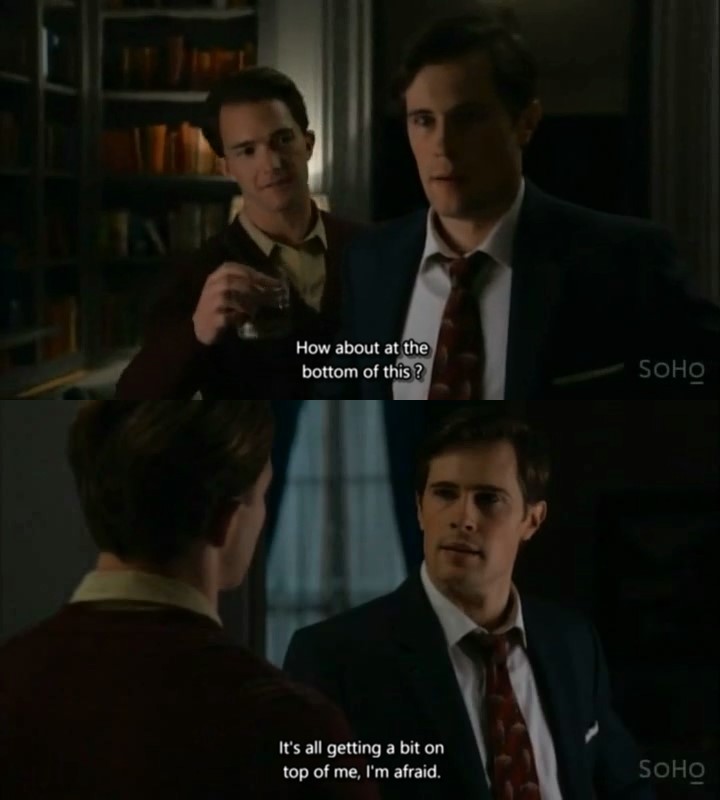 How about at the
bottom of this ?
SOHO
It's all getting a bit on
top of me, I'm afraid.
SOHO